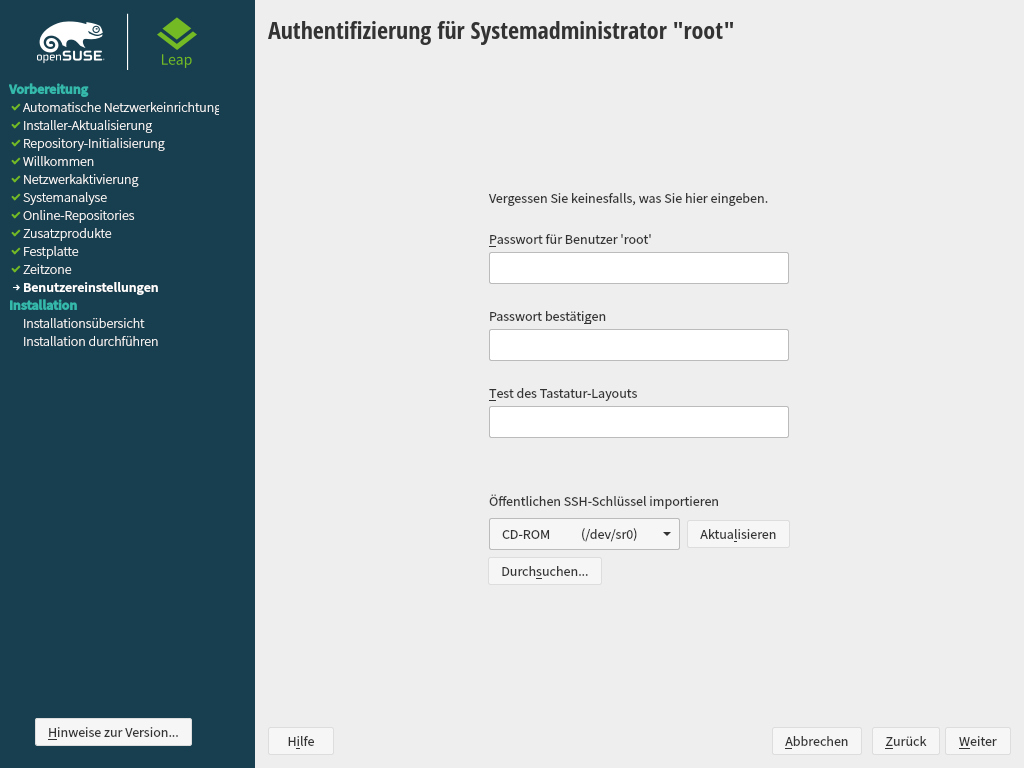 openSUSE
Leap
Vorbereitung
Automatische Netzwerkeinrichtung
Installer-Aktualisierung
Repository-Initialisierung
Willkommen
Netzwerkaktivierung
Systemanalyse
Online-Repositories
Zusatzprodukte
Festplatte
Zeitzone
Benutzereinstellungen
Installation
Installationsübersicht
Installation durchführen
Hinweise zur Version...
Authentifizierung für Systemadministrator "root"
Vergessen Sie keinesfalls, was Sie hier eingeben.
Passwort für Benutzer 'root'
Passwort bestätigen
Test des Tastatur-Layouts
Öffentlichen SSH-Schlüssel importieren
CD-ROM (/dev/sr0) Aktualisieren
Durchsuchen...
Hilfe Abbrechen Zurück Weiter